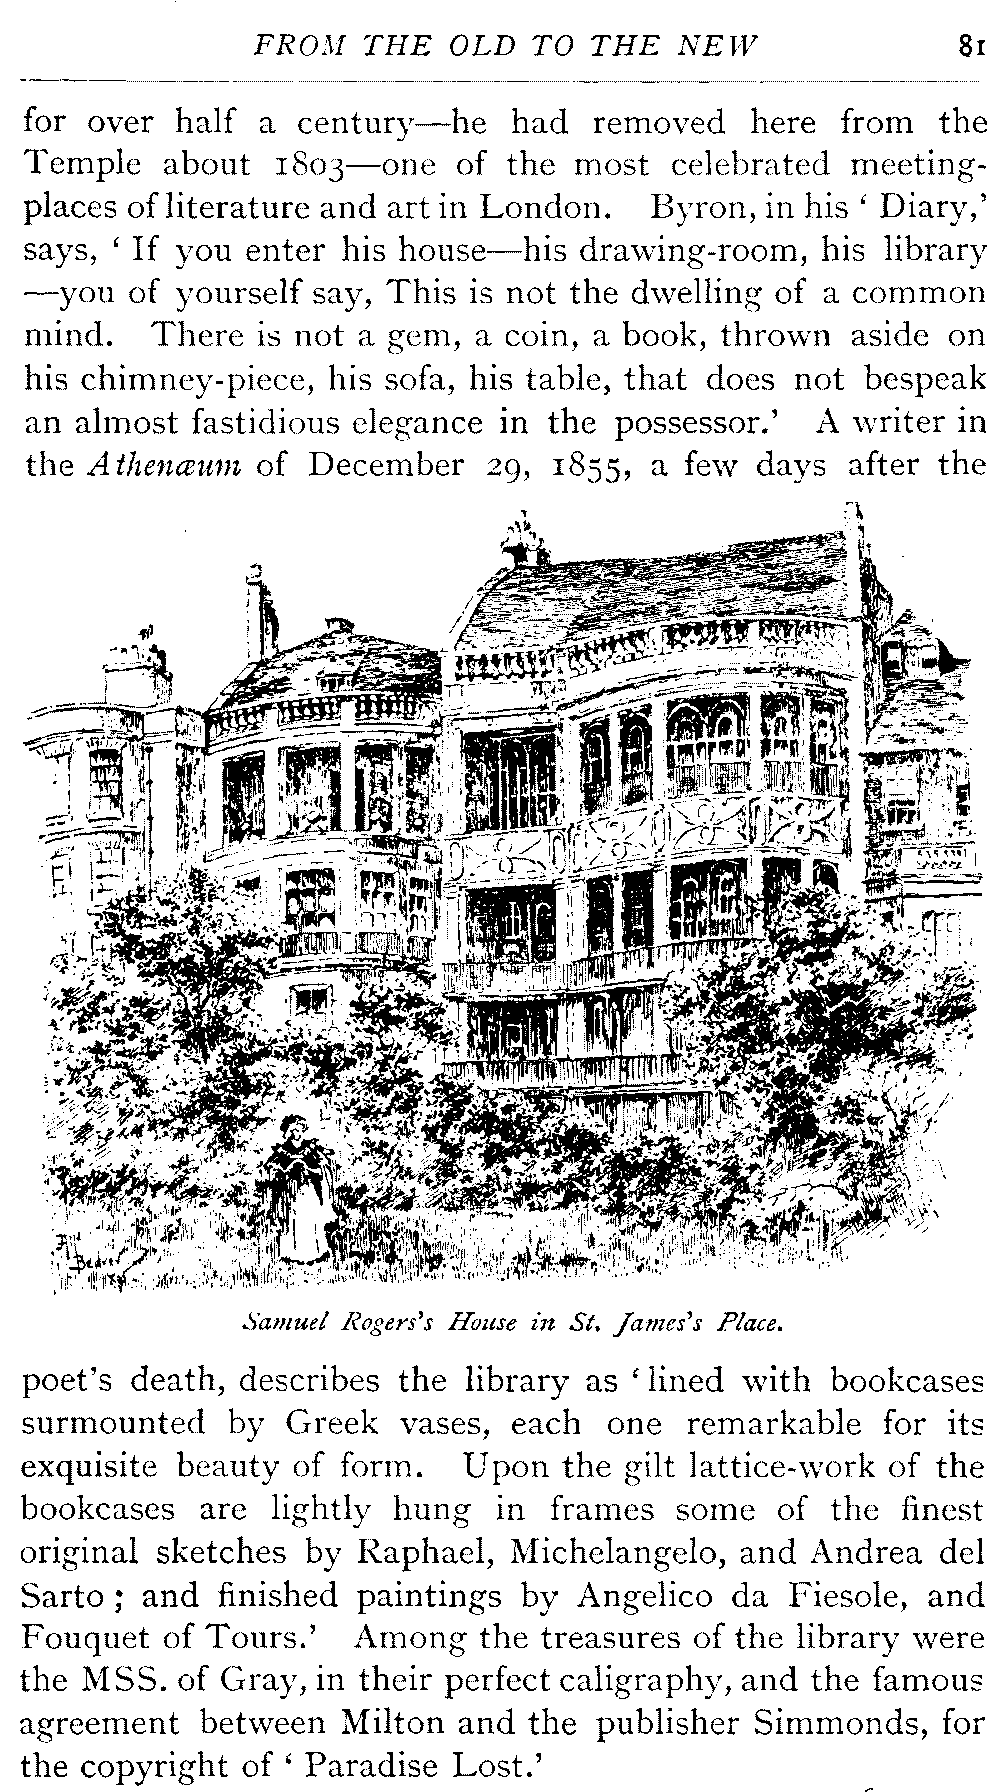 FROM THE OLD TO THE NEW 81
for over half a century—he had removed here from the
Temple about 1803—one of the most celebrated meeting-
places of literature and art in London. Byron, in his ‘ Diary,’
says, ‘ If you enter his house—his drawing-room, his library
—you of yourself say, This is not the dwelling of a common
mind. There is not a gem, a coin, a book, thrown aside on
his chimney-piece, his sofa, his table, that does not bespeak
an almost fastidious elegance in the possessor.’ A writer in
the Athenæum of December 29, 1855, a few days after the
Beaver
Samuel Rogers's House in St. James's Place.
poet's death, describes the library as ‘ lined with bookcases
surmounted by Greek vases, each one remarkable for its
exquisite beauty of form. Upon the gilt lattice-work of the
bookcases are lightly hung in frames some of the finest
original sketches by Raphael, Michelangelo, and Andrea del
Sarto ; and finished paintings by Angelico da Fiesole, and
Fouquet of Tours.’ Among the treasures of the library were
the MSS. of Gray, in their perfect caligraphy, and the famous
agreement between Milton and the publisher Simmonds, for
the copyright of ‘ Paradise Lost.’